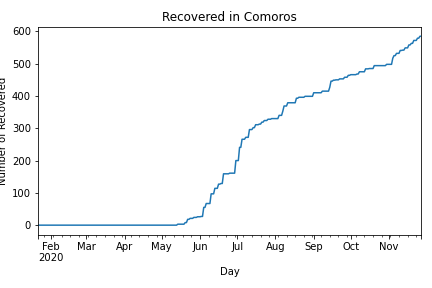 Recovered in Comoros
Number of Recovered
600
500
400
300
200
100
0
Feb Mar Apr May Jun Jul Aug Sep Oct Nov
2020
Day